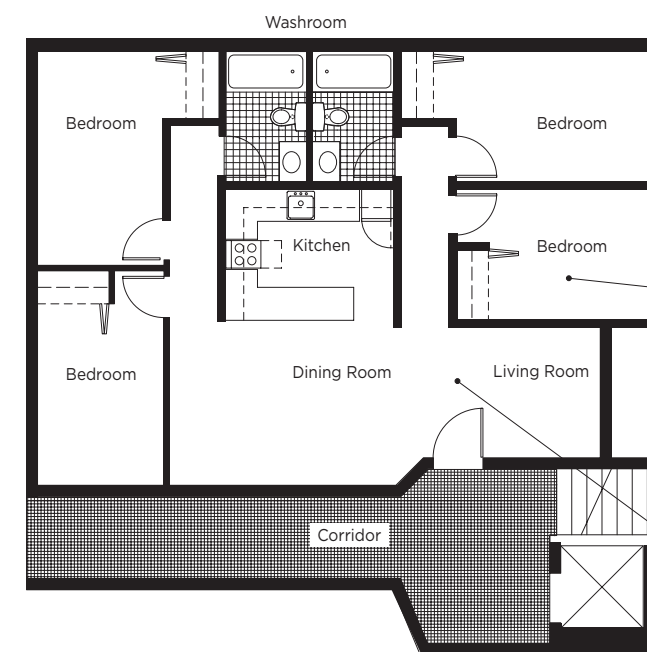 Washroom
Bedroom
Bedroom
Kitchen
Bedroom
Bedroom
Dining Room
Living Room
Corridor